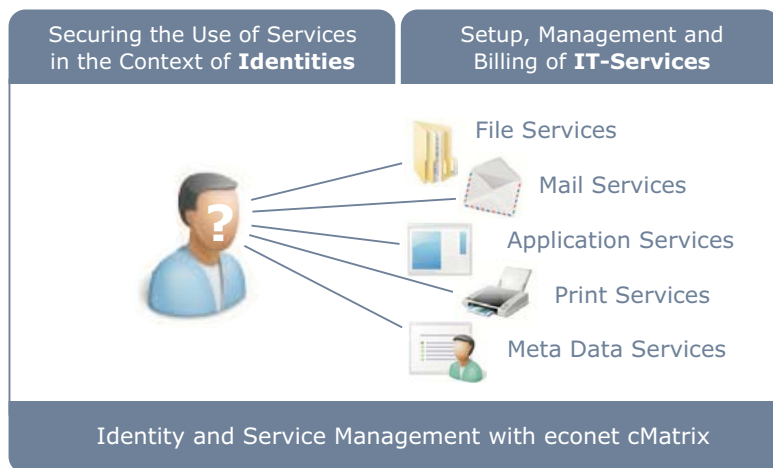 Securing the Use of Services
in the Context of Identities
Setup, Management and
Billing of IT-Services
?
File Services
Mail Services
Application Services
Print Services
Meta Data Services
Identity and Service Management with econet cMatrix